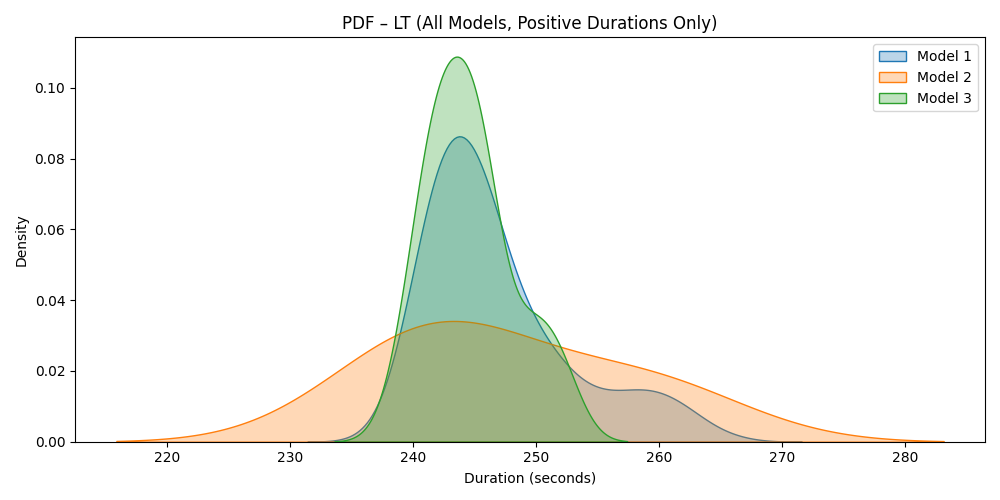 PDF – LT (All Models, Positive Durations Only)
Model 1
Model 2
Model 3
0.10
0.08
0.06
0.04
0.02
0.00
Density
220 230 240 250 260 270 280
Duration (seconds)